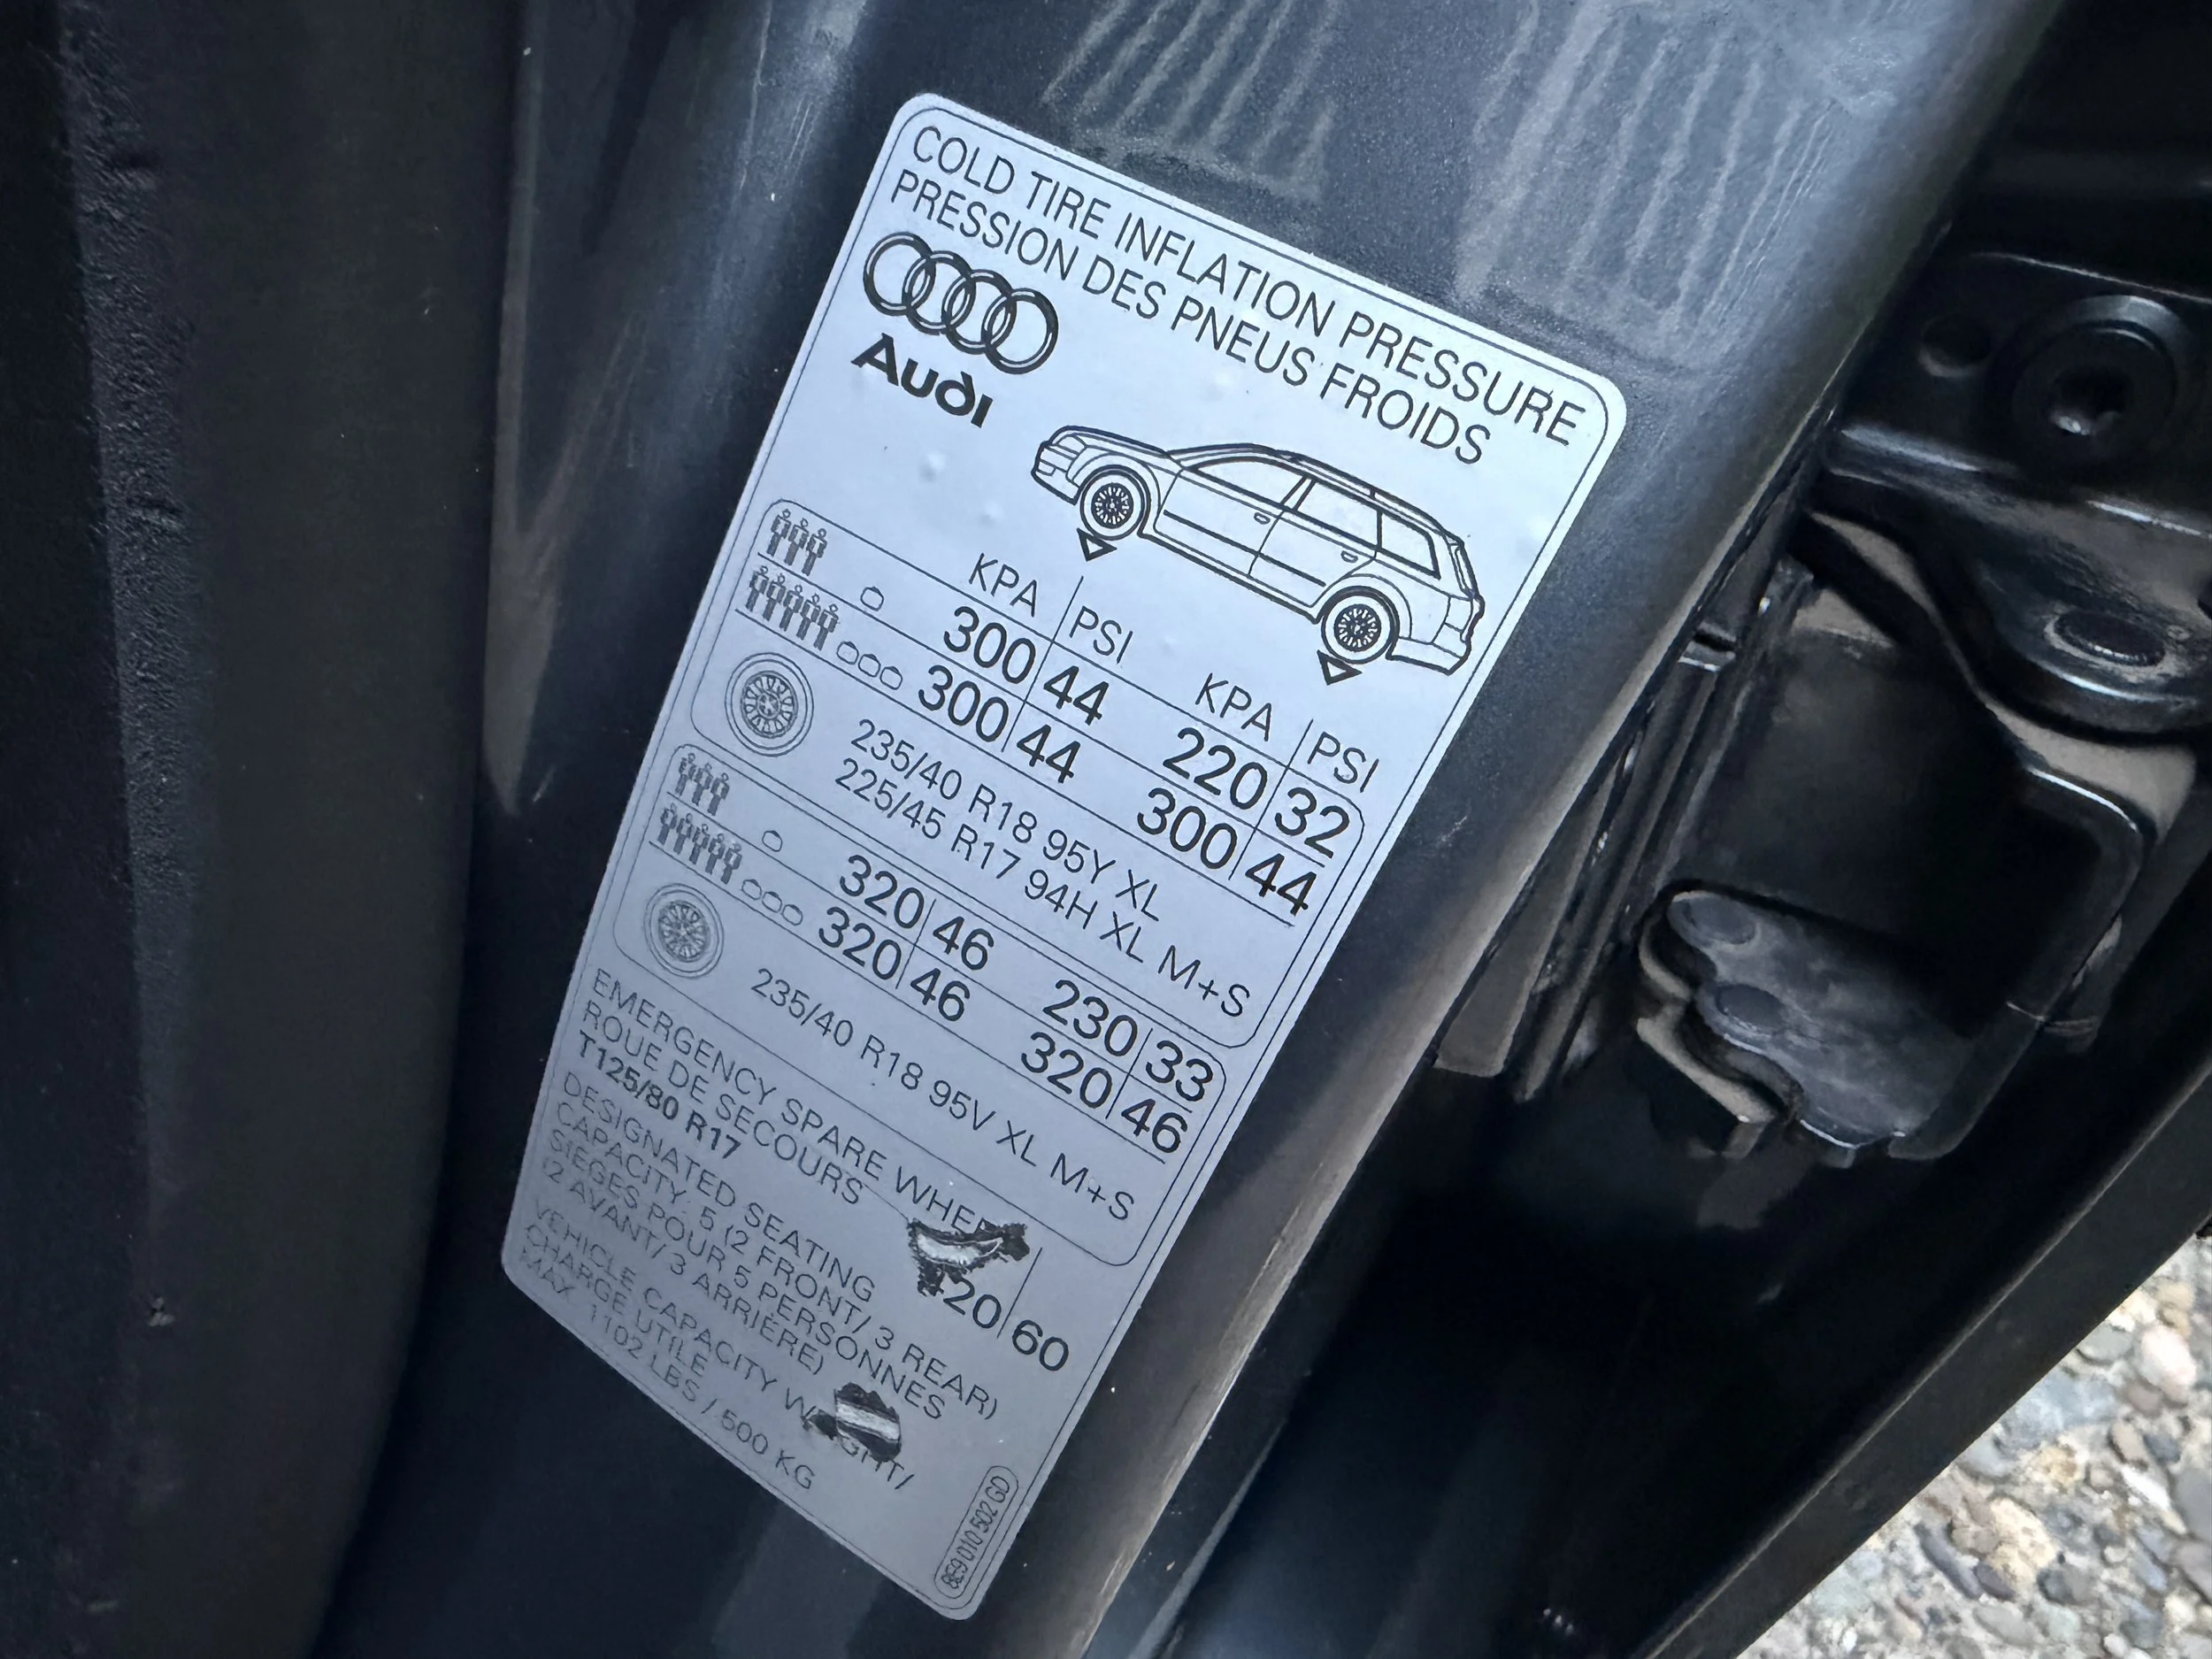 COLD TIRE INFLATION PRESSURE
PRESSION DES PNEUS FROIDS
Audi
KPA PSI KPA PSI
300 44 220 32
300 44 300 44
235/40 R18 95Y XL
225/45 R17 94H XL M+S
320 46 230 33
320 46 320 46
235/40 R18 95V XL M+S
EMERGENCY SPARE
ROUE DE SECOURS
T125/80 R17 420 60
DESIGNATED SEATING
CAPACITY: 5 (2 FRONT/ 3 REAR)
SIEGES POUR 5 PERSONNES
(2 AVANT/ 3 ARRIÈRE)
VEHICLE CAPACITY
CHARGE UTILE
MAX 1102 LBS / 500 KG
8E9 010 502 GD